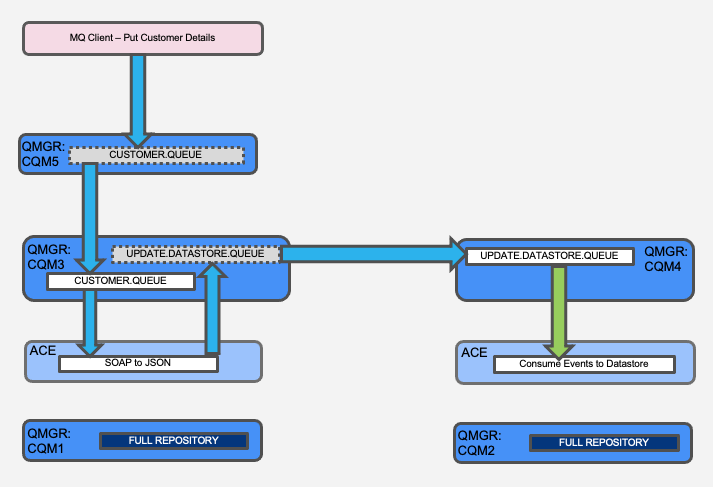 MQ Client – Put Customer Details
QMGR:
CQM5
CUSTOMER.QUEUE
QMGR:
CQM3
UPDATE.DATASTORE.QUEUE
CUSTOMER.QUEUE
UPDATE.DATASTORE.QUEUE
QMGR:
CQM4
ACE
SOAP to JSON
ACE
Consume Events to Datastore
QMGR:
CQM1
FULL REPOSITORY
QMGR:
CQM2
FULL REPOSITORY